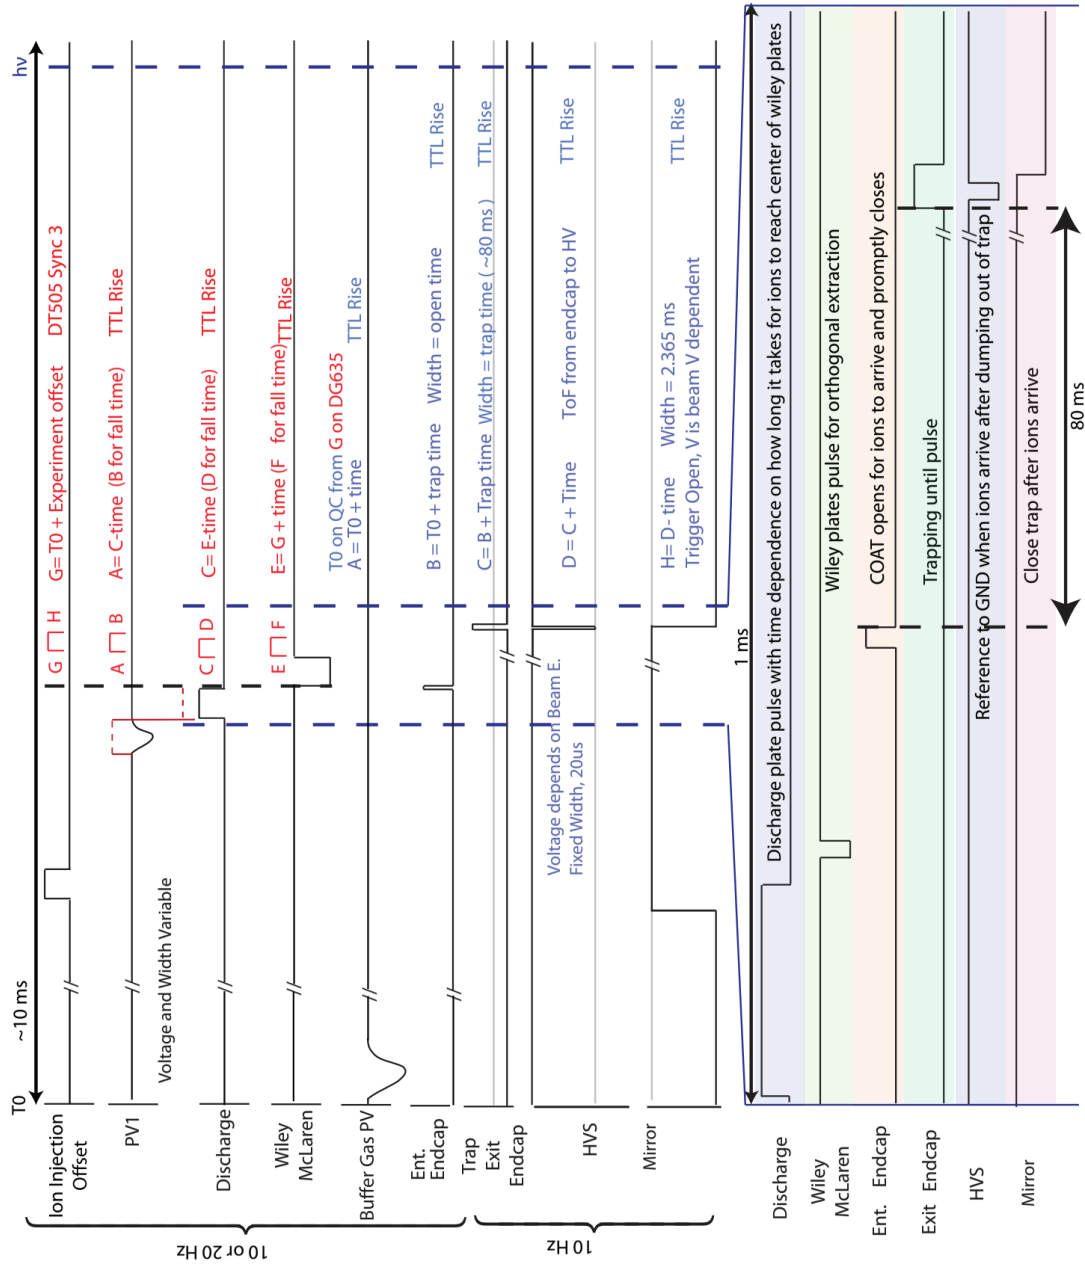 T0
~10 ms
hv
Ion Injection
Offset
G H
G= T0 + Experiment offset DT505 Sync 3
PV1
A B
A= C-time (B for fall time) TTL Rise
Voltage and Width Variable
Discharge
C D
C= E-time (D for fall time) TTL Rise
Wiley
McLaren
E F
E= G + time (F for fall time) TTL Rise
Buffer Gas PV
T0 on QC from G on DG635
A = T0 + time TTL Rise
Ent.
Endcap
B = T0 + trap time Width = open time TTL Rise
Trap
Exit
Endcap
C= B + Trap time Width = trap time ( ~80 ms ) TTL Rise
HVS
Voltage depends on Beam E.
Fixed Width, 20us
D = C + Time ToF from endcap to HV TTL Rise
Mirror
H= D- time Width = 2.365 ms TTL Rise
Trigger Open, V is beam V dependent
10 or 20 Hz
10 Hz
1 ms
Discharge
Discharge plate pulse with time dependence on how long it takes for ions to reach center of wiley plates
Wiley
McLaren
Wiley plates pulse for orthogonal extraction
Ent. Endcap
COAT opens for ions to arrive and promptly closes
Exit Endcap
Trapping until pulse
HVS
Reference to GND when ions arrive after dumping out of trap
Mirror
Close trap after ions arrive
80 ms